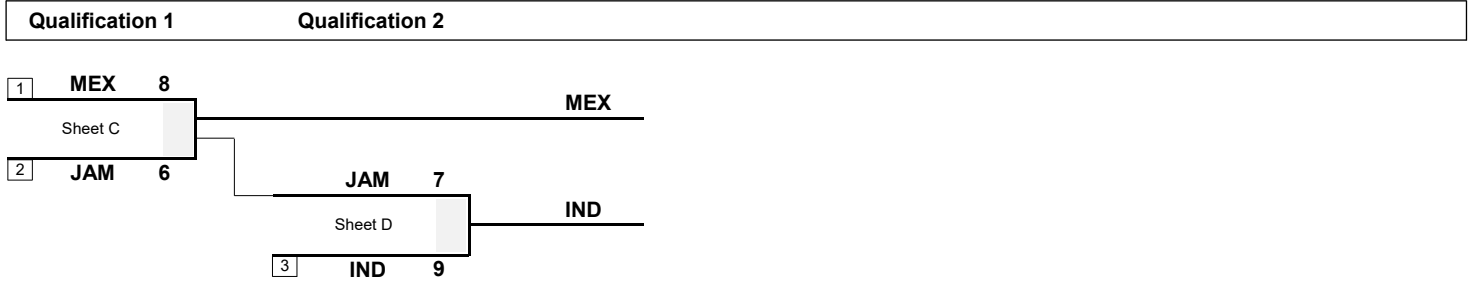 Qualification 1 Qualification 2
1 MEX 8
MEX
Sheet C
2 JAM 6
JAM 7
IND
Sheet D
3 IND 9